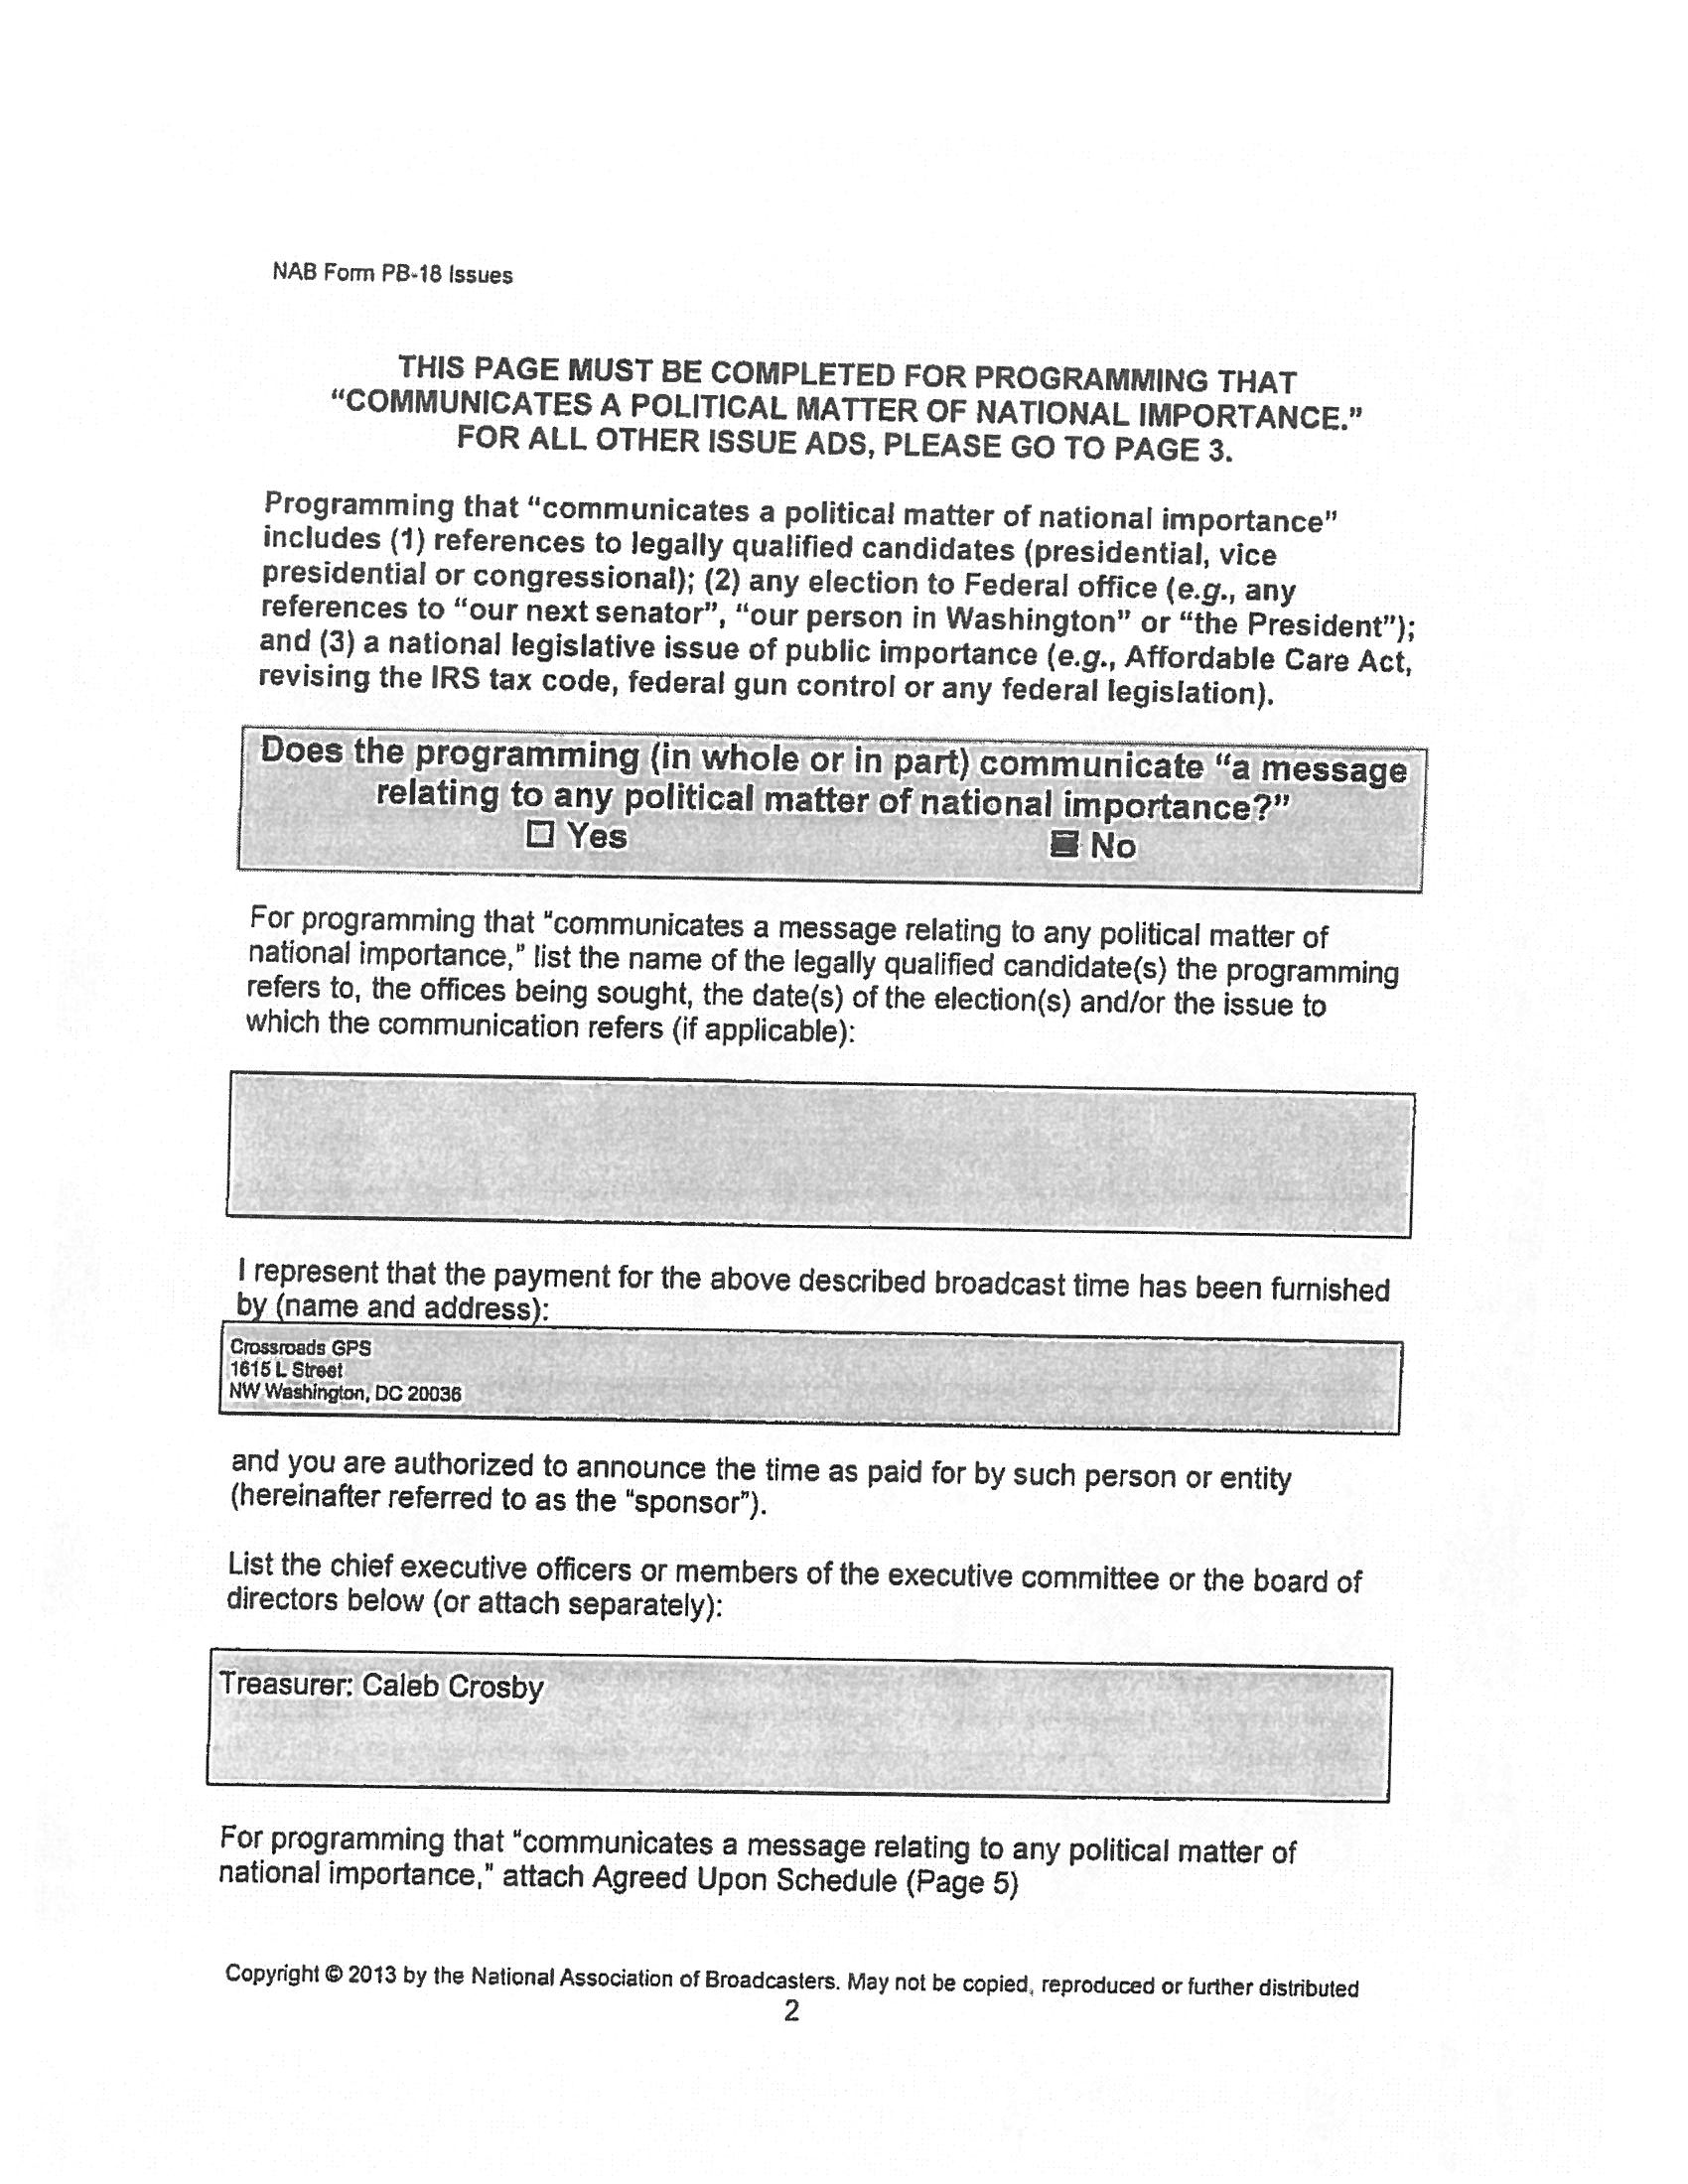 NAB Form PB-18 Issues
THIS PAGE MUST BE COMPLETED FOR PROGRAMMING THAT
“COMMUNICATES A POLITICAL MATTER OF NATIONAL IMPORTANCE.”
FOR ALL OTHER ISSUE ADS, PLEASE GO TO PAGE 3.
Programming that “communicates a political matter of national importance”
includes (1) references to legally qualified candidates (presidential, vice
presidential or congressional); (2) any election to Federal office (e.g., any
references to “our next senator”, “our person in Washington” or “the President”);
and (3) a national legislative issue of public importance (e.g., Affordable Care Act,
revising the IRS tax code, federal gun control or any federal legislation).
Does the programming (in whole or in part) communicate “a message
relating to any political matter of national importance?”
☐ Yes ■ No
For programming that "communicates a message relating to any political matter of
national importance," list the name of the legally qualified candidate(s) the programming
refers to, the offices being sought, the date(s) of the election(s) and/or the issue to
which the communication refers (if applicable):
I represent that the payment for the above described broadcast time has been furnished
by (name and address):
Crossroads GPS
1615 L Street
NW Washington, DC 20036
and you are authorized to announce the time as paid for by such person or entity
(hereinafter referred to as the "sponsor").
List the chief executive officers or members of the executive committee or the board of
directors below (or attach separately):
Treasurer: Caleb Crosby
For programming that "communicates a message relating to any political matter of
national importance," attach Agreed Upon Schedule (Page 5)
Copyright © 2013 by the National Association of Broadcasters. May not be copied, reproduced or further distributed
2